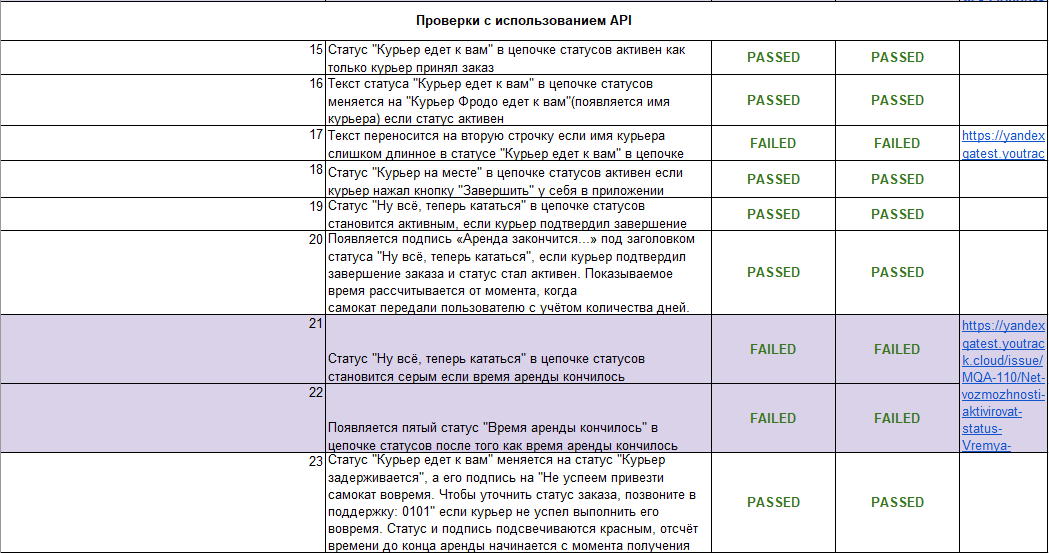 Проверки с использованием API
15 Статус "Курьер едет к вам" в цепочке статусов активен как PASSED PASSED
только курьер принял заказ
16 Текст статуса "Курьер едет к вам" в цепочке статусов
меняется на "Курьер Фродо едет к вам"(появляется имя PASSED PASSED
курьера) если статус активен
17 Текст переносится на вторую строчку если имя курьера FAILED FAILED https://yandex
слишком длинное в статусе "Курьер едет к вам" в цепочке qatest.youtrac
18 Статус "Курьер на месте" в цепочке статусов активен если PASSED PASSED
курьер нажал кнопку "Завершить" у себя в приложении
19 Статус "Ну всё, теперь кататься" в цепочке статусов PASSED PASSED
становится активным, если курьер подтвердил завершение
20 Появляется подпись «Аренда закончится...» под заголовком
статуса "Ну всё, теперь кататься", если курьер подтвердил
завершение заказа и статус стал активен. Показываемое PASSED PASSED
время рассчитывается от момента, когда
самокат передали пользователю с учётом количества дней.
21 FAILED FAILED https://yandex
qatest.youtrac
Статус "Ну всё, теперь кататься" в цепочке статусов k.cloud/issue/
становится серым если время аренды кончилось MQA-110/Net-
22 FAILED FAILED vozmozhnosti-
aktivirovat-
Появляется пятый статус "Время аренды кончилось" в status-
цепочке статусов после того как время аренды кончилось Vremya-
23 Статус "Курьер едет к вам" меняется на статус "Курьер
задерживается", а его подпись на "Не успеем привезти
самокат вовремя. Чтобы уточнить статус заказа, позвоните в PASSED PASSED
поддержку: 0101" если курьер не успел выполнить его
вовремя. Статус и подпись подсвечиваются красным, отсчёт
времени до конца аренды начинается с момента получения